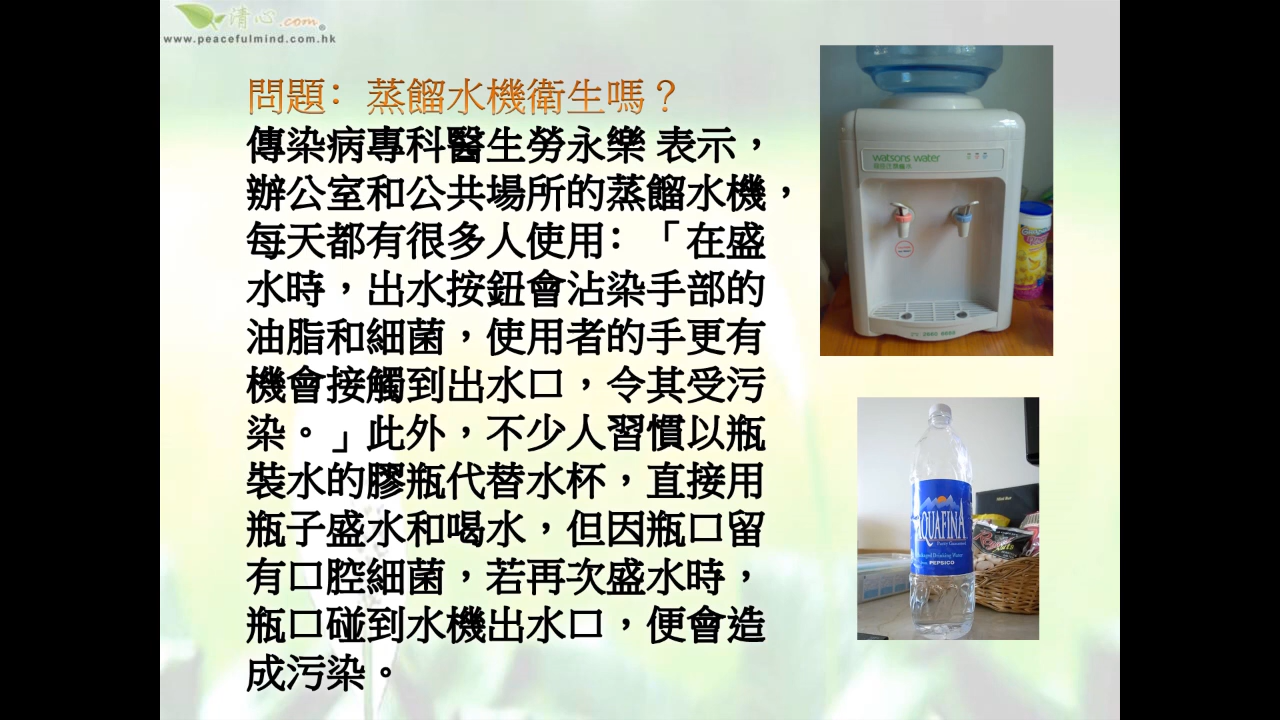 清心.com®
www.peacefulmind.com.hk
問題：蒸餾水機衛生嗎？
傳染病專科醫生勞永樂 表示，
辦公室和公共場所的蒸餾水機，
每天都有很多人使用：「在盛
水時，出水按鈕會沾染手部的
油脂和細菌，使用者的手更有
機會接觸到出水口，令其受污
染。」此外，不少人習慣以瓶
裝水的膠瓶代替水杯，直接用
瓶子盛水和喝水，但因瓶口留
有口腔細菌，若再次盛水時，
瓶口碰到水機出水口，便會造
成污染。
watsons water
AQUAFINA
PEPSICO